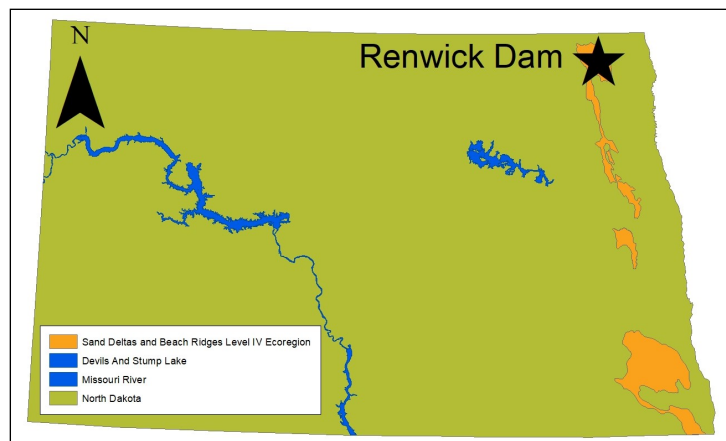 N
Renwick Dam
Sand Deltas and Beach Ridges Level IV Ecoregion
Devils And Stump Lake
Missouri River
North Dakota